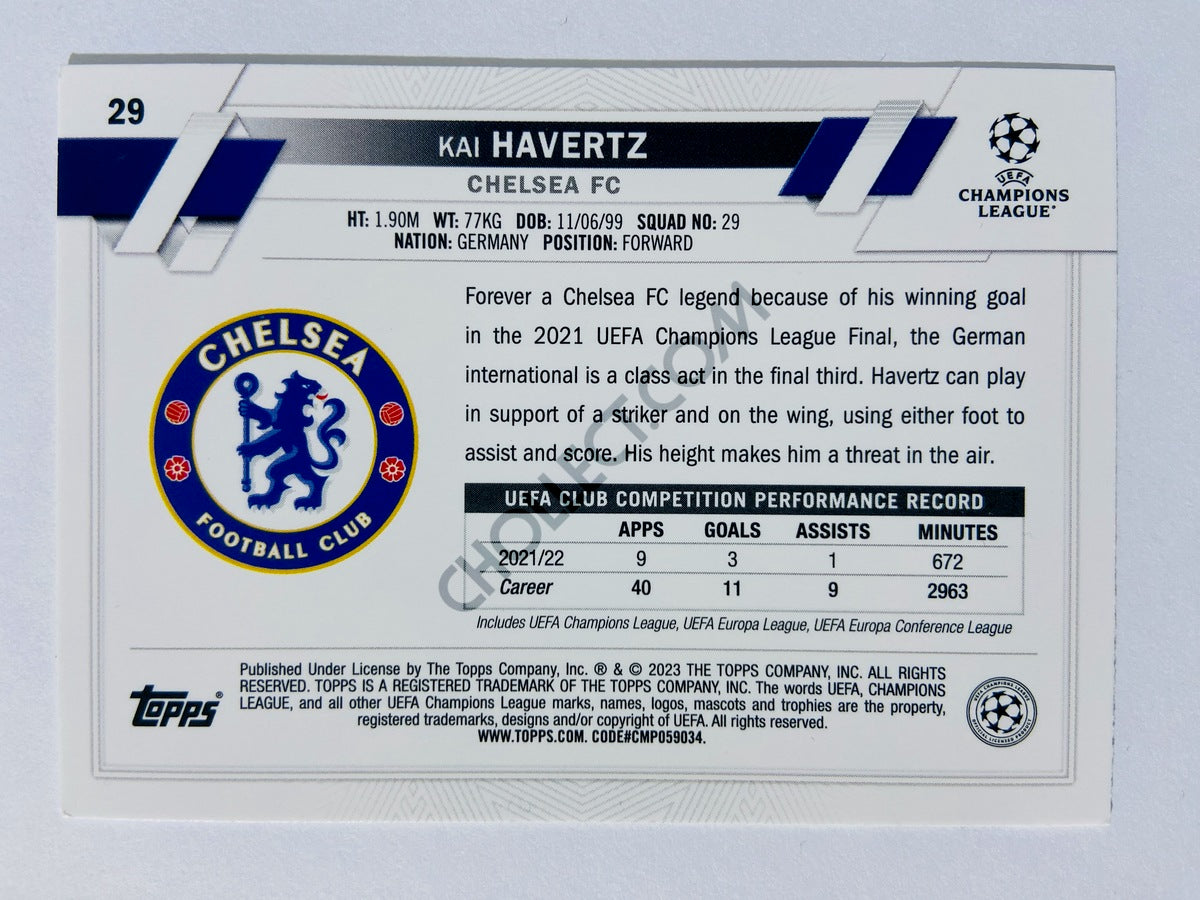 29
KAI HAVERTZ
CHELSEA FC
HT: 1.90M WT: 77KG DOB: 11/06/99 SQUAD NO: 29
NATION: GERMANY POSITION: FORWARD
UEFA
CHAMPIONS
LEAGUE
CHELSEA
FOOTBALL CLUB
Forever a Chelsea FC legend because of his winning goal
in the 2021 UEFA Champions League Final, the German
international is a class act in the final third. Havertz can play
in support of a striker and on the wing, using either foot to
assist and score. His height makes him a threat in the air.
UEFA CLUB COMPETITION PERFORMANCE RECORD
APPS GOALS ASSISTS MINUTES
2021/22 9 3 1 672
Career 40 11 9 2963
Includes UEFA Champions League, UEFA Europa League, UEFA Europa Conference League
CHOLLECT.COM
Topps®
Published Under License by The Topps Company, Inc. ® & © 2023 THE TOPPS COMPANY, INC. ALL RIGHTS
RESERVED. TOPPS IS A REGISTERED TRADEMARK OF THE TOPPS COMPANY, INC. The words UEFA, CHAMPIONS
LEAGUE, and all other UEFA Champions League marks, names, logos, mascots and trophies are the property,
registered trademarks, designs and/or copyright of UEFA. All rights reserved.
WWW.TOPPS.COM. CODE#CMP059034.
UEFA CHAMPIONS LEAGUE
OFFICIAL LICENSED PRODUCT